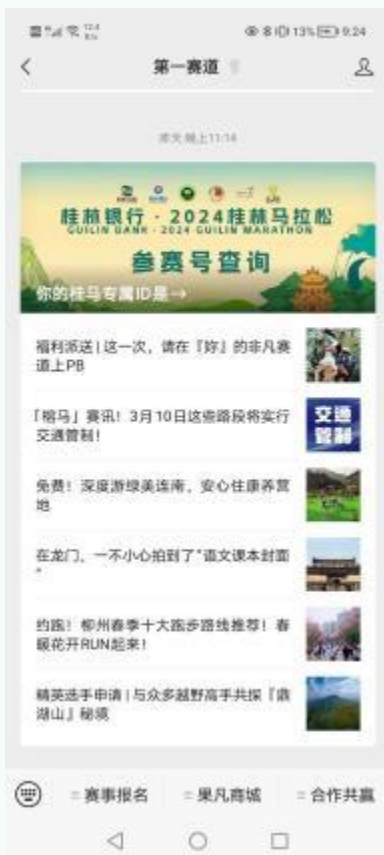 13%
9:24
第一赛道
昨天 晚上11:14
桂林银行·2024桂林马拉松
GUILIN BANK · 2024 GUILIN MARATHON
参赛号查询
你的桂马专属ID是→
福利派送|这一次，请在『妳』的非凡赛
道上PB
「榕马」赛讯！3月10日这些路段将实行
交通管制！
交通
管制
免费！深度游绿美连南，安心住康养营
地
在龙门，一不小心拍到了“语文课本封面
”
约跑！柳州春季十大跑步路线推荐！春
暖花开RUN起来！
精英选手申请|与众多越野高手共探『鼎
湖山』秘境
赛事报名
果凡商城
合作共赢